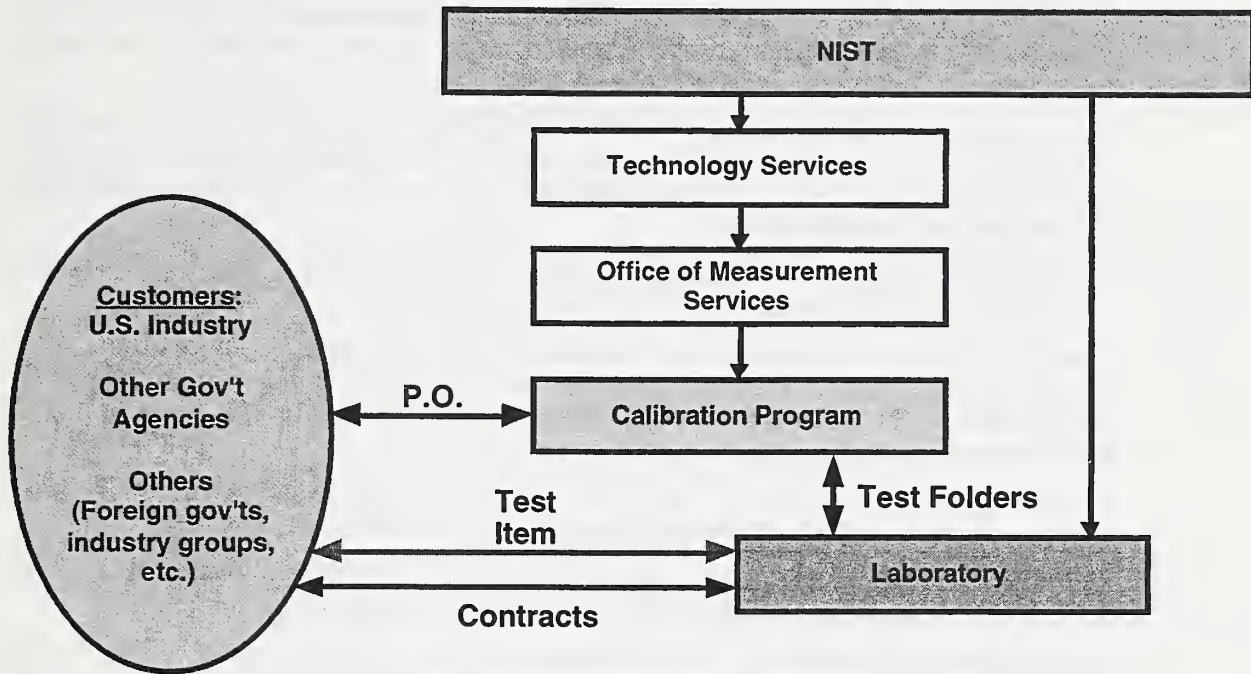 NIST
Technology Services
Office of Measurement
Services
Customers:
U.S. Industry
Other Gov't
Agencies
Others
(Foreign gov'ts,
industry groups,
etc.)
P.O.
Calibration Program
Test Folders
Test
Item
Laboratory
Contracts